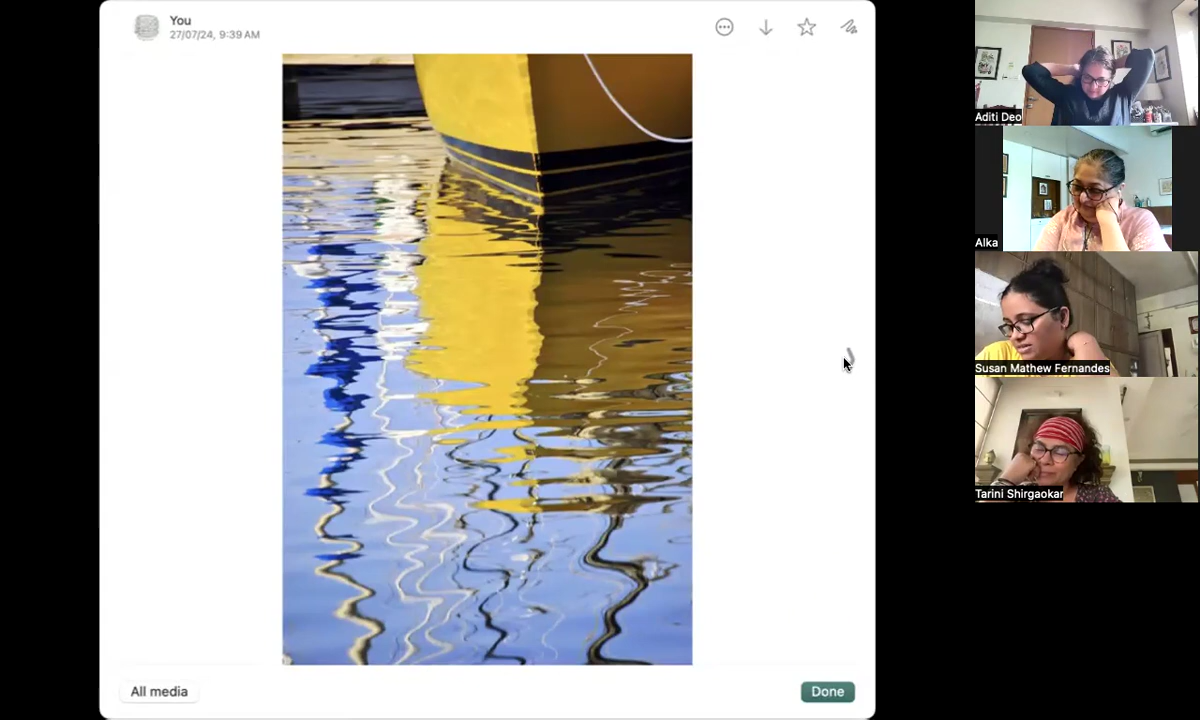 You
27/07/24, 9:39 AM
All media
Done
Aditi Deo
Alka
Susan Mathew Fernandes
Tarini Shirgaokar